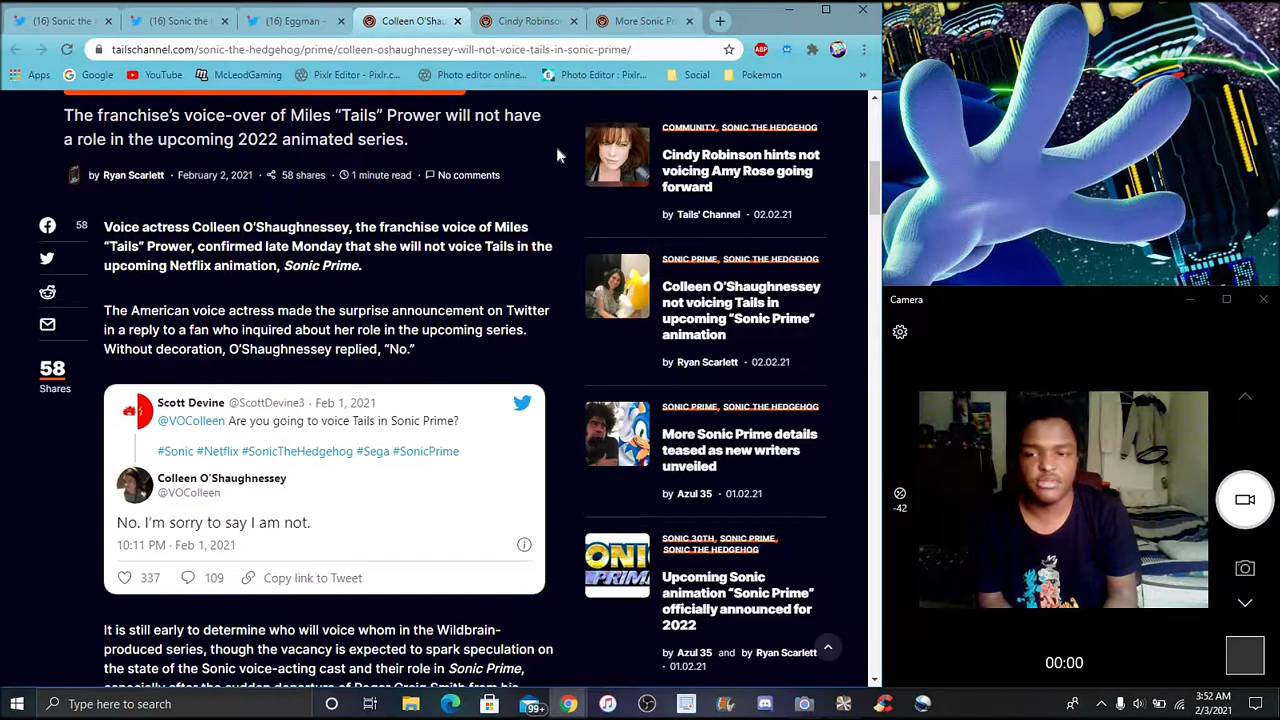 (16) Sonic the
(16) Sonic the
(16) Eggman -
Colleen O'Shau
Cindy Robinson
More Sonic Pr
tailschannel.com/sonic-the-hedgehog/prime/colleen-oshaughnessey-will-not-voice-tails-in-sonic-prime/
Apps
Google
YouTube
McLeodGaming
Pixlr Editor - Pixlr.c...
Photo editor online...
Photo Editor : Pixlr...
Social
Pokemon
The franchise's voice-over of Miles “Tails” Prower will not have
a role in the upcoming 2022 animated series.
by Ryan Scarlett • February 2, 2021 58 shares 1 minute read No comments
58
Voice actress Colleen O’Shaughnessey, the franchise voice of Miles
“Tails” Prower, confirmed late Monday that she will not voice Tails in the
upcoming Netflix animation, Sonic Prime.
The American voice actress made the surprise announcement on Twitter
in a reply to a fan who inquired about her role in the upcoming series.
Without decoration, O’Shaughnessey replied, “No.”
58
Shares
Scott Devine @ScottDevine3 · Feb 1, 2021
@VOColleen Are you going to voice Tails in Sonic Prime?
#Sonic #Netflix #SonicTheHedgehog #Sega #SonicPrime
Colleen O'Shaughnessey
@VOColleen
No. I'm sorry to say I am not.
10:11 PM · Feb 1, 2021
337 109 Copy link to Tweet
It is still early to determine who will voice whom in the Wildbrain-
produced series, though the vacancy is expected to spark speculation on
the state of the Sonic voice-acting cast and their role in Sonic Prime,
especially after the sudden departure of Roger Craig Smith from his
COMMUNITY, SONIC THE HEDGEHOG
Cindy Robinson hints not
voicing Amy Rose going
forward
by Tails' Channel • 02.02.21
SONIC PRIME, SONIC THE HEDGEHOG
Colleen O'Shaughnessey
not voicing Tails in
upcoming “Sonic Prime”
animation
by Ryan Scarlett • 02.02.21
SONIC PRIME, SONIC THE HEDGEHOG
More Sonic Prime details
teased as new writers
unveiled
by Azul 35 • 01.02.21
SONIC 30TH, SONIC PRIME,
SONIC THE HEDGEHOG
Upcoming Sonic
animation “Sonic Prime”
officially announced for
2022
by Azul 35 and by Ryan Scarlett
• 01.02.21
Camera
-42
00:00
Type here to search
99+
3:52 AM
2/3/2021